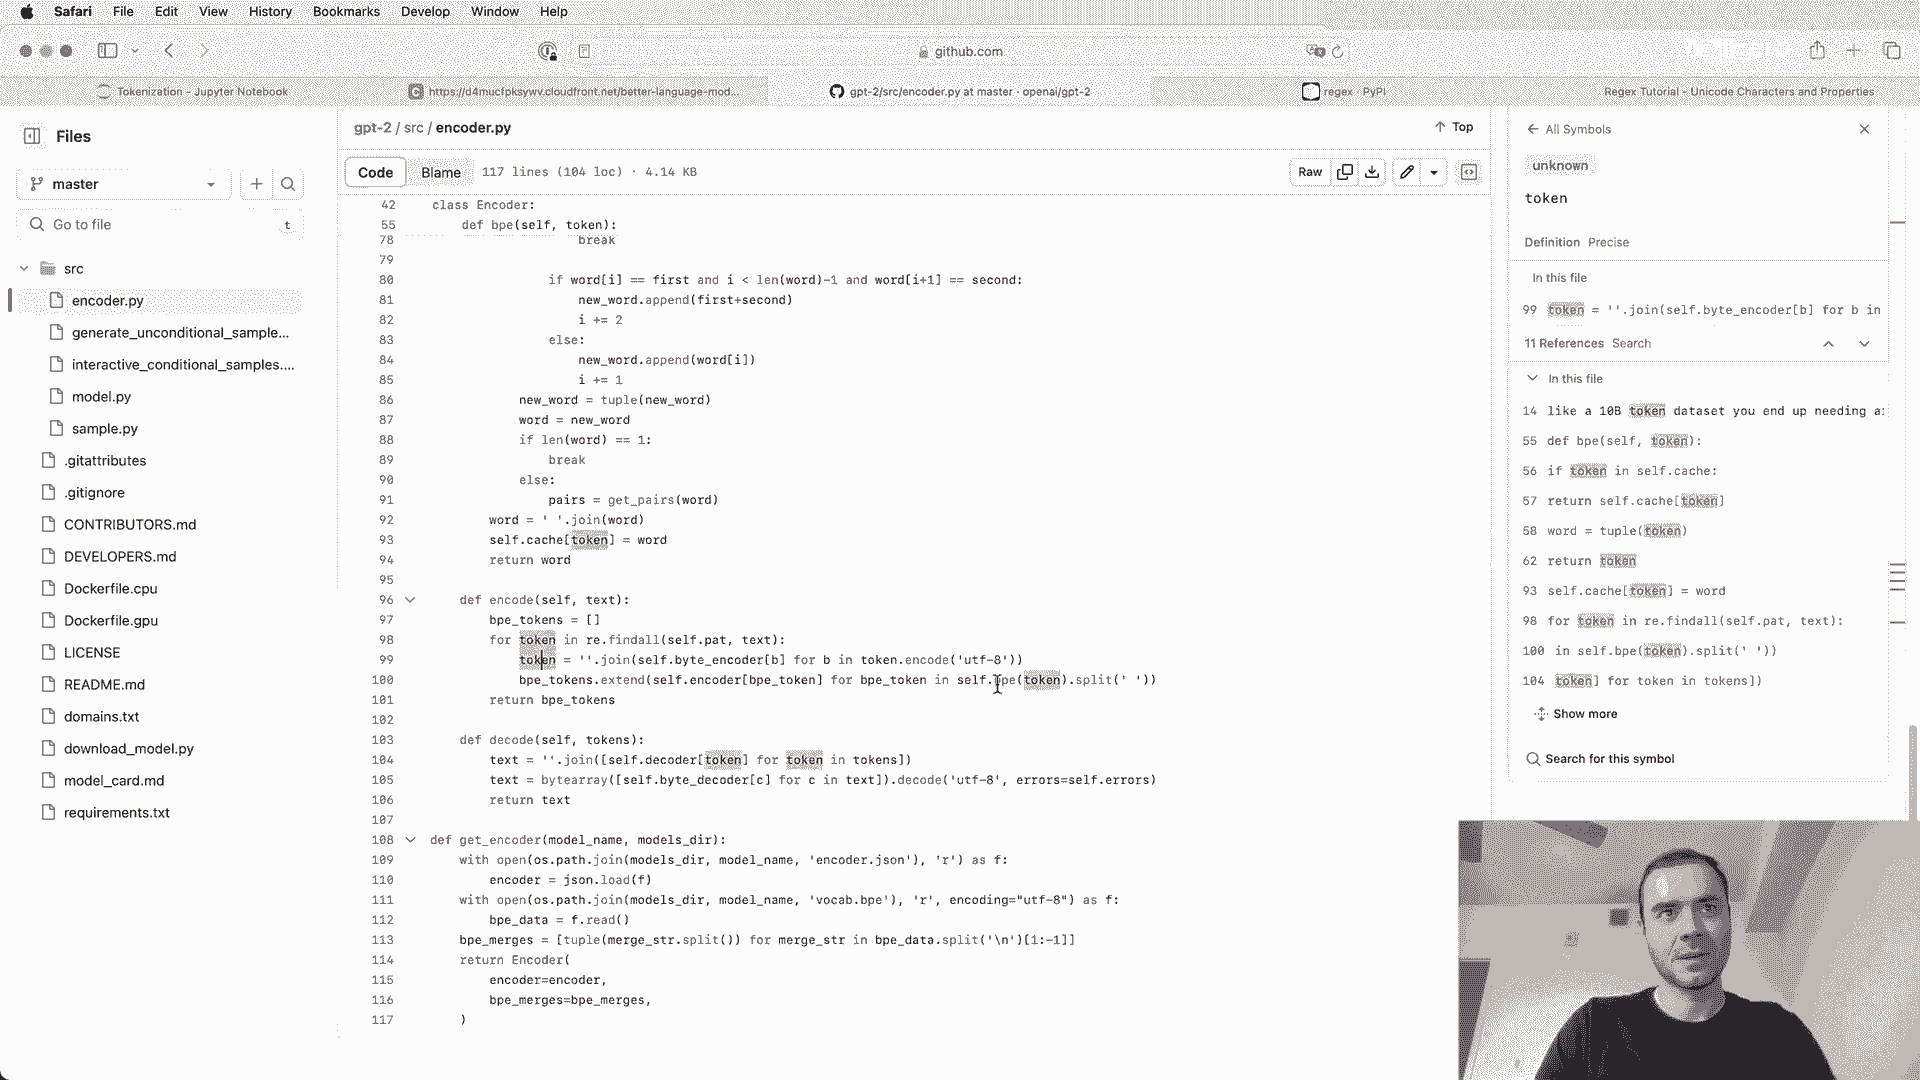 Safari File Edit View History Bookmarks Develop Window Help
github.com
Tokenization - Jupyter Notebook
https://d4mucfpksywv.cloudfront.net/better-language-mod...
gpt-2/src/encoder.py at master · openai/gpt-2
regex · PyPI
Regex Tutorial - Unicode Characters and Properties
Files
master
Go to file t
src
encoder.py
generate_unconditional_sample...
interactive_conditional_samples....
model.py
sample.py
.gitattributes
.gitignore
CONTRIBUTORS.md
DEVELOPERS.md
Dockerfile.cpu
Dockerfile.gpu
LICENSE
README.md
domains.txt
download_model.py
model_card.md
requirements.txt
gpt-2 / src / encoder.py
Top
Code Blame 117 lines (104 loc) · 4.14 KB
Raw
42 class Encoder:
55 def bpe(self, token):
78 break
79
80 if word[i] == first and i < len(word)-1 and word[i+1] == second:
81 new_word.append(first+second)
82 i += 2
83 else:
84 new_word.append(word[i])
85 i += 1
86 new_word = tuple(new_word)
87 word = new_word
88 if len(word) == 1:
89 break
90 else:
91 pairs = get_pairs(word)
92 word = ' '.join(word)
93 self.cache[token] = word
94 return word
95
96 def encode(self, text):
97 bpe_tokens = []
98 for token in re.findall(self.pat, text):
99 token = ''.join(self.byte_encoder[b] for b in token.encode('utf-8'))
100 bpe_tokens.extend(self.encoder[bpe_token] for bpe_token in self.bpe(token).split(' '))
101 return bpe_tokens
102
103 def decode(self, tokens):
104 text = ''.join([self.decoder[token] for token in tokens])
105 text = bytearray([self.byte_decoder[c] for c in text]).decode('utf-8', errors=self.errors)
106 return text
107
108 def get_encoder(model_name, models_dir):
109 with open(os.path.join(models_dir, model_name, 'encoder.json'), 'r') as f:
110 encoder = json.load(f)
111 with open(os.path.join(models_dir, model_name, 'vocab.bpe'), 'r', encoding="utf-8") as f:
112 bpe_data = f.read()
113 bpe_merges = [tuple(merge_str.split()) for merge_str in bpe_data.split('\n')[1:-1]]
114 return Encoder(
115 encoder=encoder,
116 bpe_merges=bpe_merges,
117 )
All Symbols
unknown
token
Definition Precise
In this file
99 token = ''.join(self.byte_encoder[b] for b in
11 References Search
In this file
14 like a 10B token dataset you end up needing a
55 def bpe(self, token):
56 if token in self.cache:
57 return self.cache[token]
58 word = tuple(token)
62 return token
93 self.cache[token] = word
98 for token in re.findall(self.pat, text):
100 in self.bpe(token).split(' '))
104 token] for token in tokens])
Show more
Search for this symbol